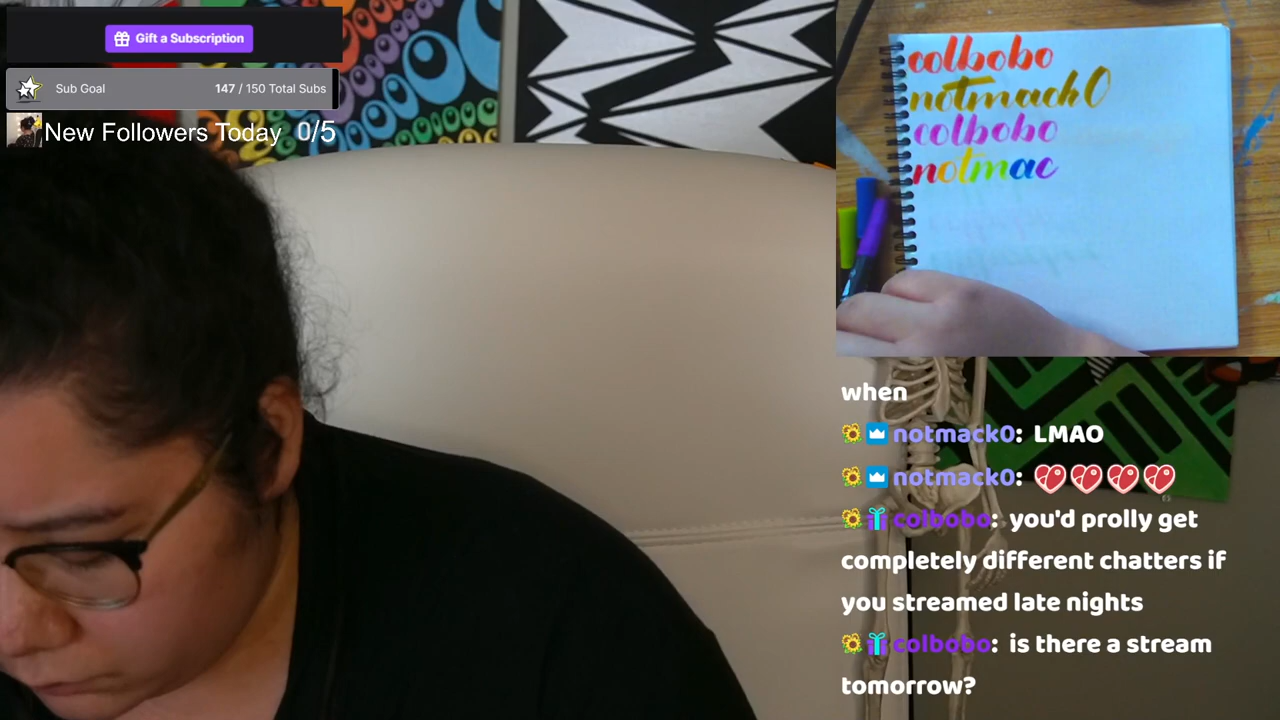 Gift a Subscription
Sub Goal 147 / 150 Total Subs
New Followers Today 0/5
colbobo
notmack0
colbobo
notmac
when
notmack0: LMAO
notmack0:
colbobo: you'd prolly get
completely different chatters if
you streamed late nights
colbobo: is there a stream
tomorrow?